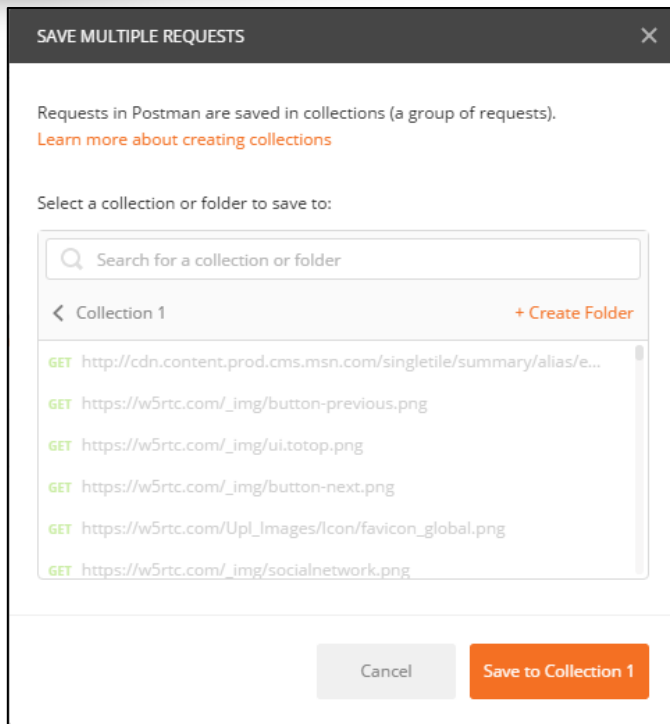 SAVE MULTIPLE REQUESTS
Requests in Postman are saved in collections (a group of requests).
Learn more about creating collections
Select a collection or folder to save to:
Search for a collection or folder
Collection 1 + Create Folder
GET http://cdn.content.prod.cms.msn.com/singletile/summary/alias/e...
GET https://w5rtc.com/_img/button-previous.png
GET https://w5rtc.com/_img/ui.totop.png
GET https://w5rtc.com/_img/button-next.png
GET https://w5rtc.com/Upl_Images/Icon/favicon_global.png
GET https://w5rtc.com/_img/socialnetwork.png
Cancel Save to Collection 1